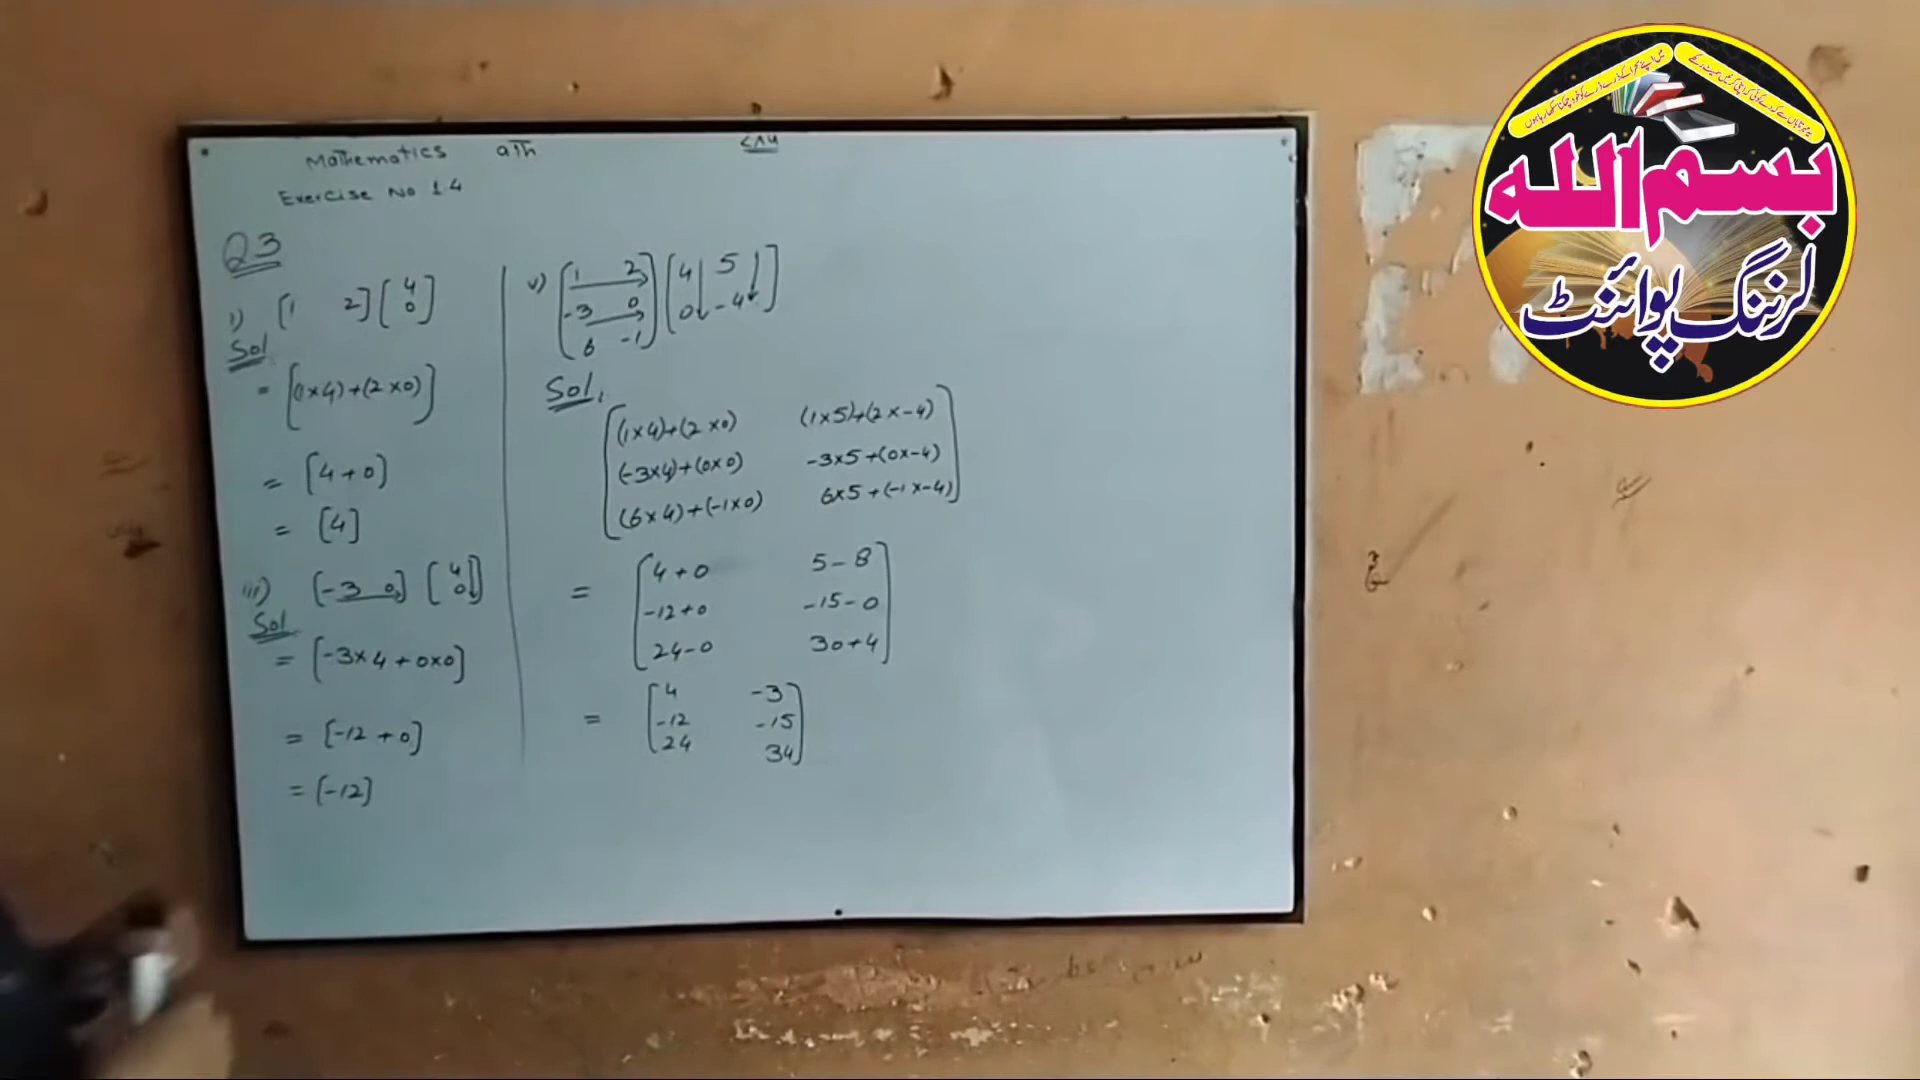 Mathematics 9th
Exercise No 1.4
Q3
i) [1 2] [4
0]
Sol
= [(1×4)+(2×0)]
= [4+0]
= [4]
iii) [-3 0] [4
0]
Sol
= [-3×4+0×0]
= [-12+0]
= [-12]
v) [1 2 [4 5
-3 0 0 -4]
6 -1]
Sol,
[(1×4)+(2×0) (1×5)+(2×-4)
(-3×4)+(0×0) -3×5+(0×-4)
(6×4)+(-1×0) 6×5+(-1×-4)]
= [4+0 5-8
-12+0 -15-0
24-0 30+4]
= [4 -3
-12 -15
24 34]
بسم الله
لرننگ پوائنٹ